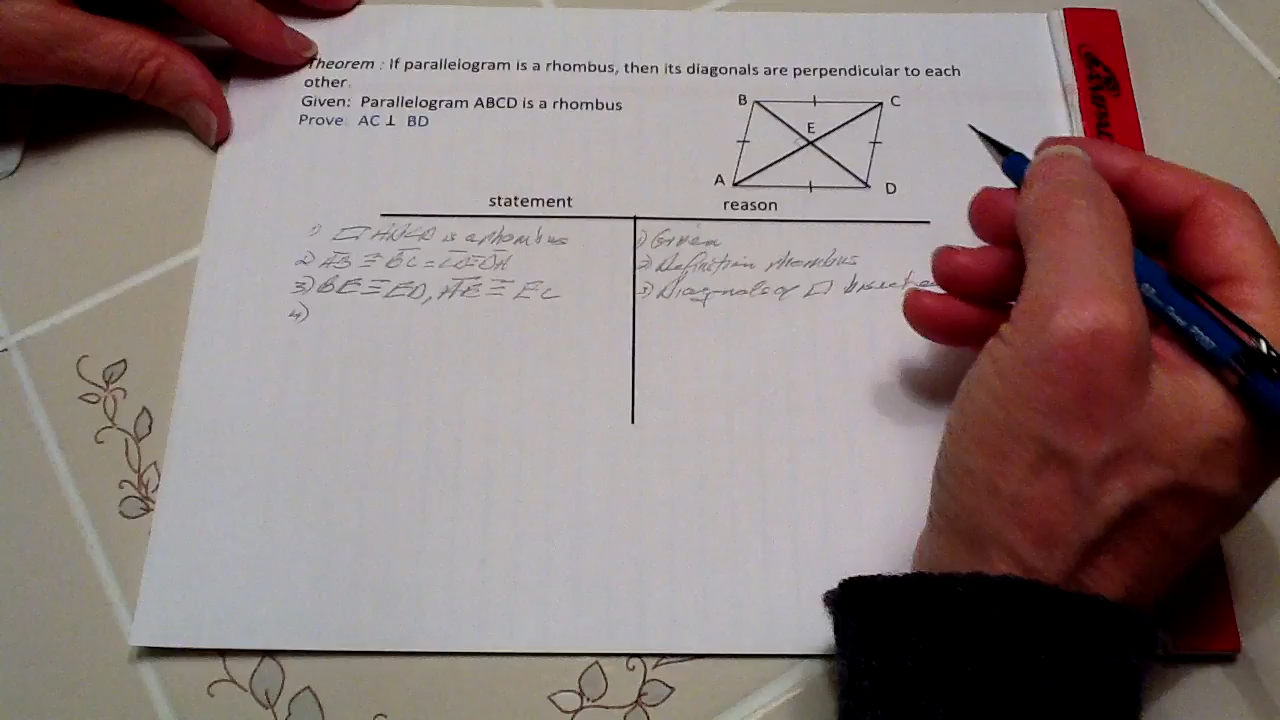 Theorem : If parallelogram is a rhombus, then its diagonals are perpendicular to each
other.
Given: Parallelogram ABCD is a rhombus
Prove AC ⊥ BD
B
C
E
A
D
statement
reason
1) ▱ ABCD is a rhombus
1) Given
2) AB ≅ BC ≅ CD ≅ DA
2) Definition rhombus
3) BE ≅ ED, AE ≅ EC
3) Diagonals of ▱ bisect
4)